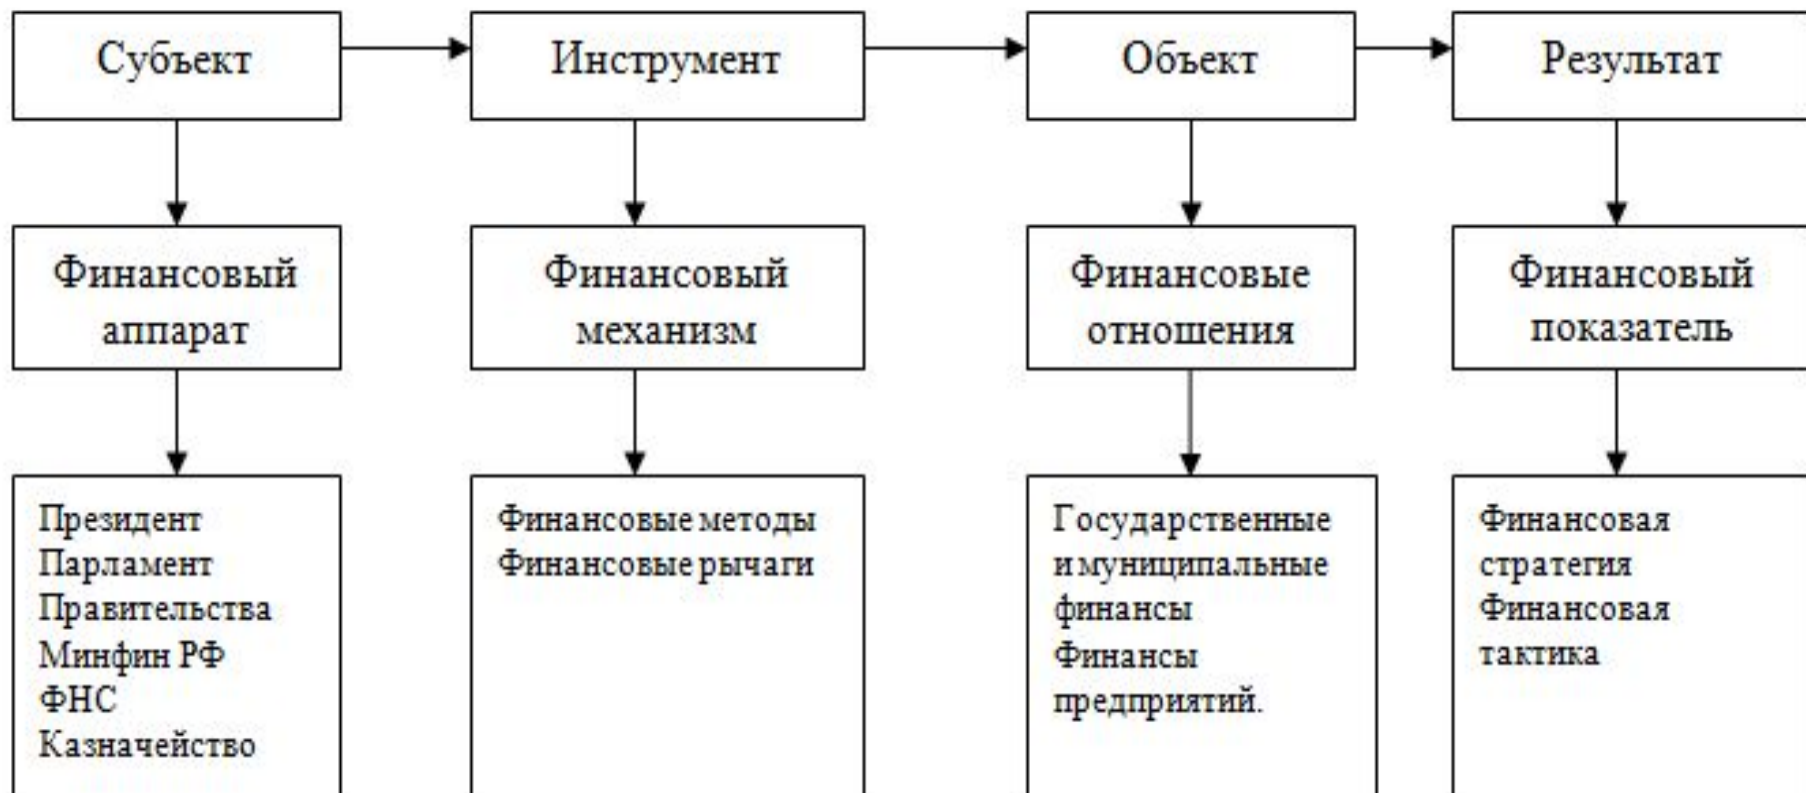 Субъект
Инструмент
Объект
Результат
Финансовый
аппарат
Финансовый
механизм
Финансовые
отношения
Финансовый
показатель
Президент
Парламент
Правительства
Минфин РФ
ФНС
Казначейство
Финансовые методы
Финансовые рычаги
Государственные
и муниципальные
финансы
Финансы
предприятий.
Финансовая
стратегия
Финансовая
тактика